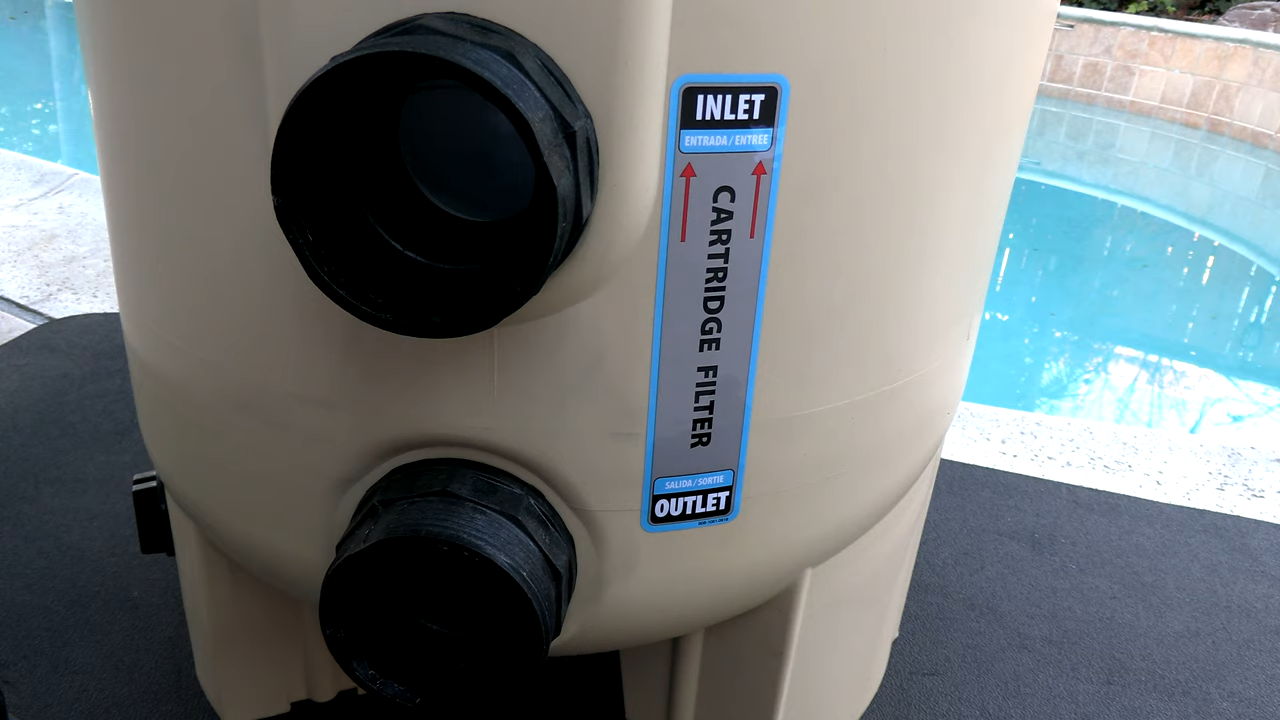 INLET
ENTRADA / ENTREE
CARTRIDGE FILTER
SALIDA / SORTIE
OUTLET